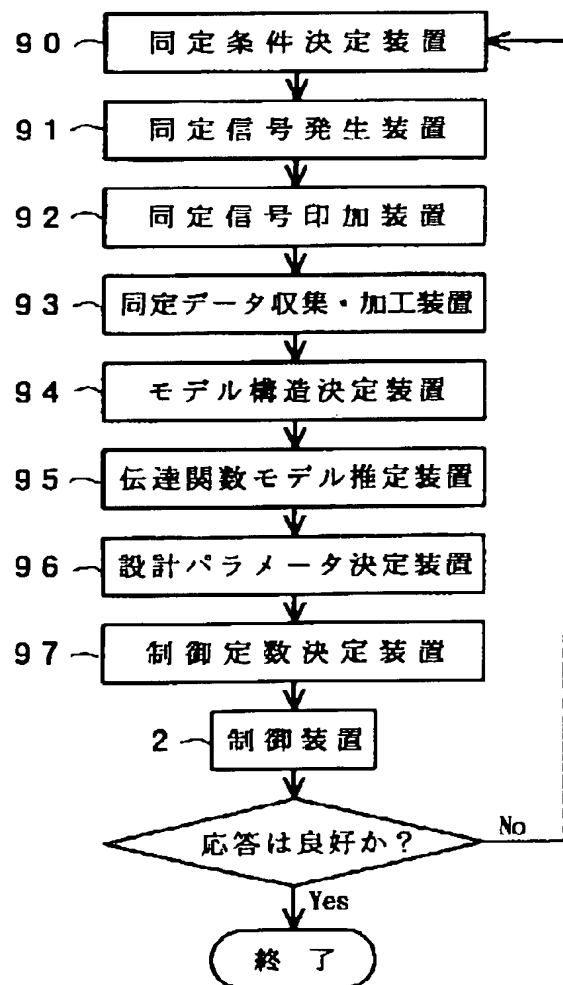 90 同定条件決定装置
91 同定信号発生装置
92 同定信号印加装置
93 同定データ収集・加工装置
94 モデル構造決定装置
95 伝達関数モデル推定装置
96 設計パラメータ決定装置
97 制御定数決定装置
2 制御装置
応答は良好か？
No
Yes
終了